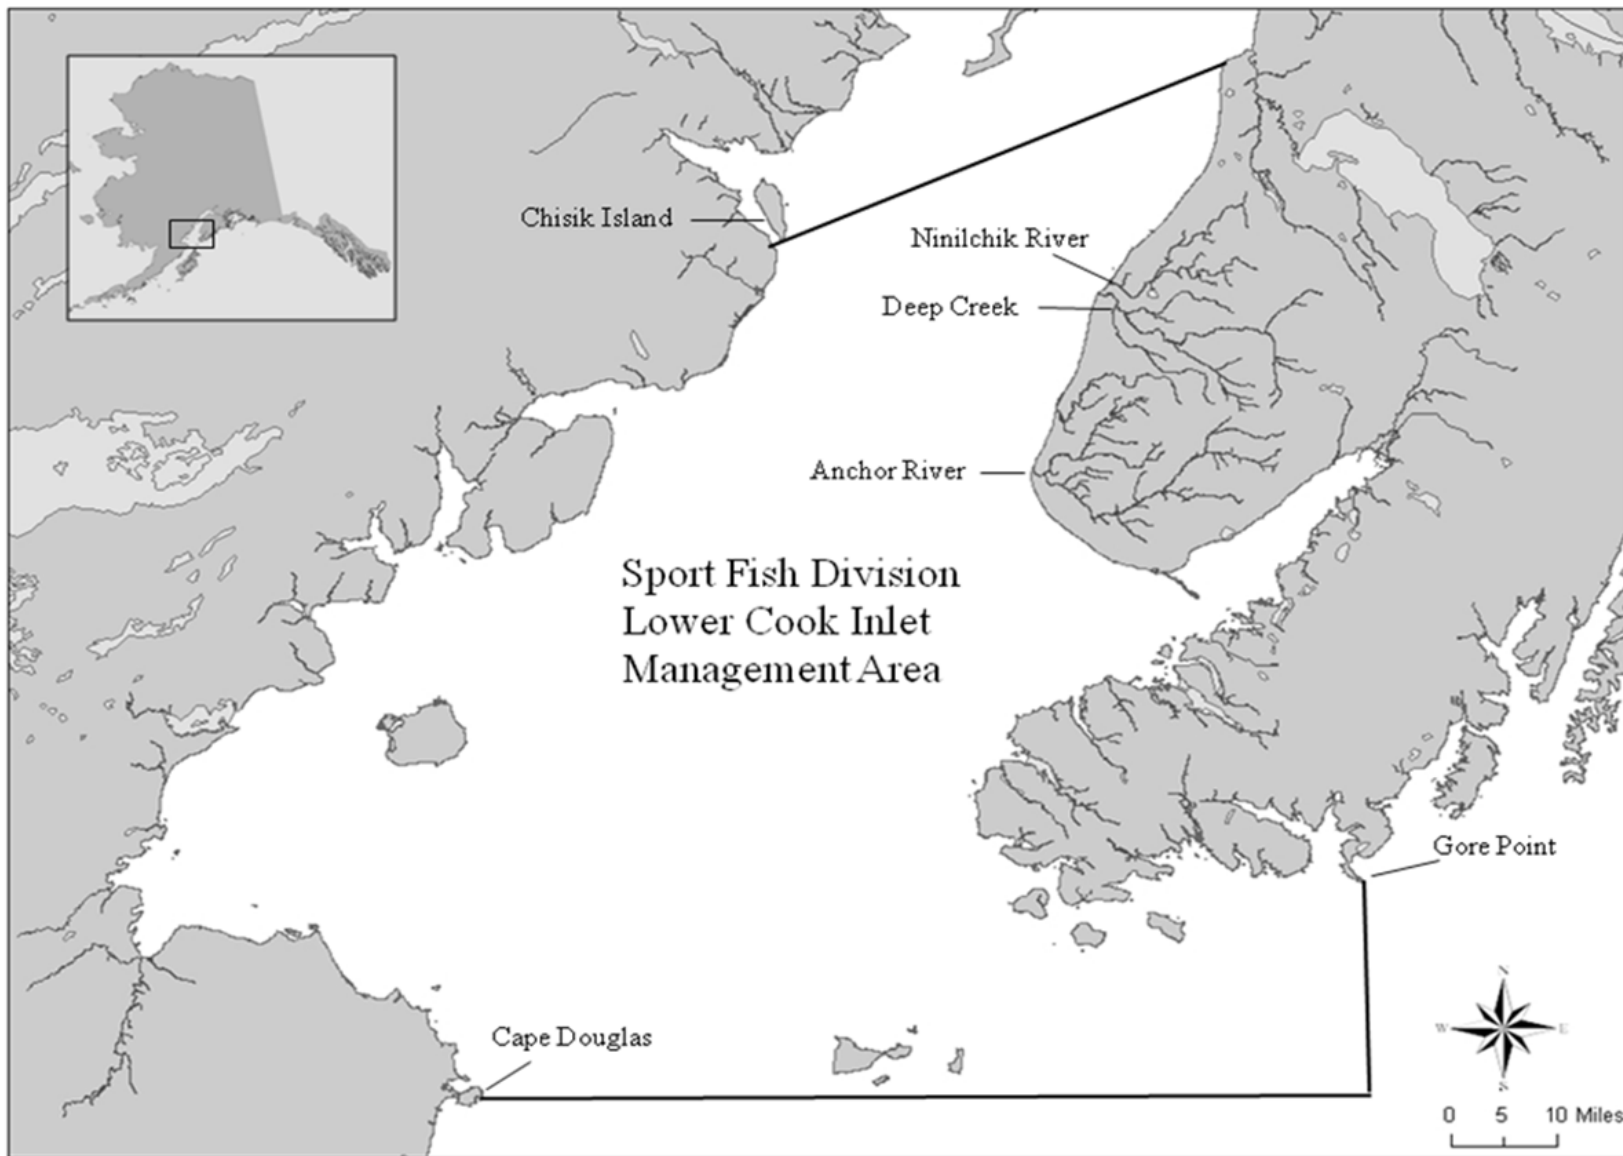 Chisik Island
Ninilchik River
Deep Creek
Anchor River
Sport Fish Division
Lower Cook Inlet
Management Area
Gore Point
Cape Douglas
N
W
E
S
0 5 10 Miles